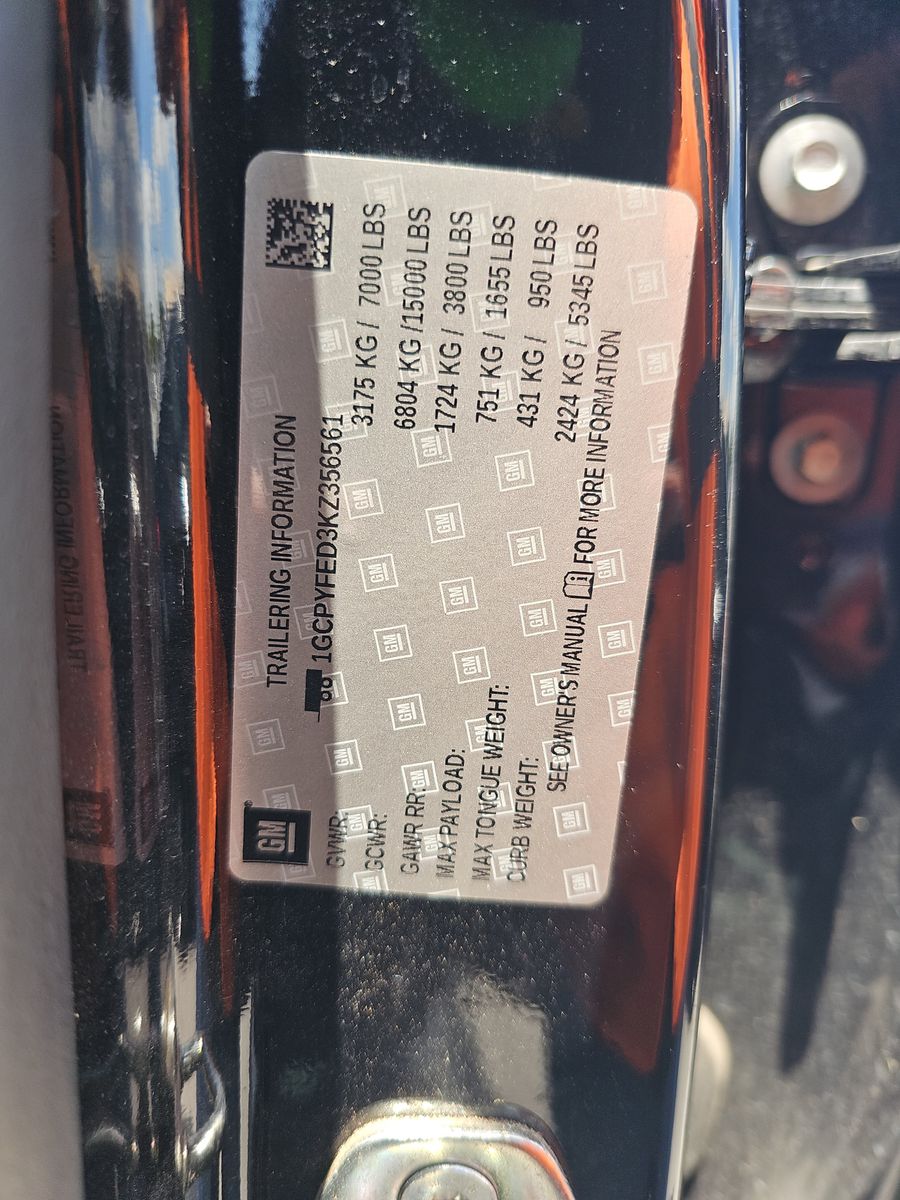 GM
TRAILERING INFORMATION
1GCPYFED3KZ356561
GVWR: 3175 KG / 7000 LBS
GCWR: 6804 KG /15000 LBS
GAWR RR: 1724 KG / 3800 LBS
MAX PAYLOAD: 751 KG / 1655 LBS
MAX TONGUE WEIGHT: 431 KG / 950 LBS
CURB WEIGHT: 2424 KG / 5345 LBS
SEE OWNER'S MANUAL FOR MORE INFORMATION